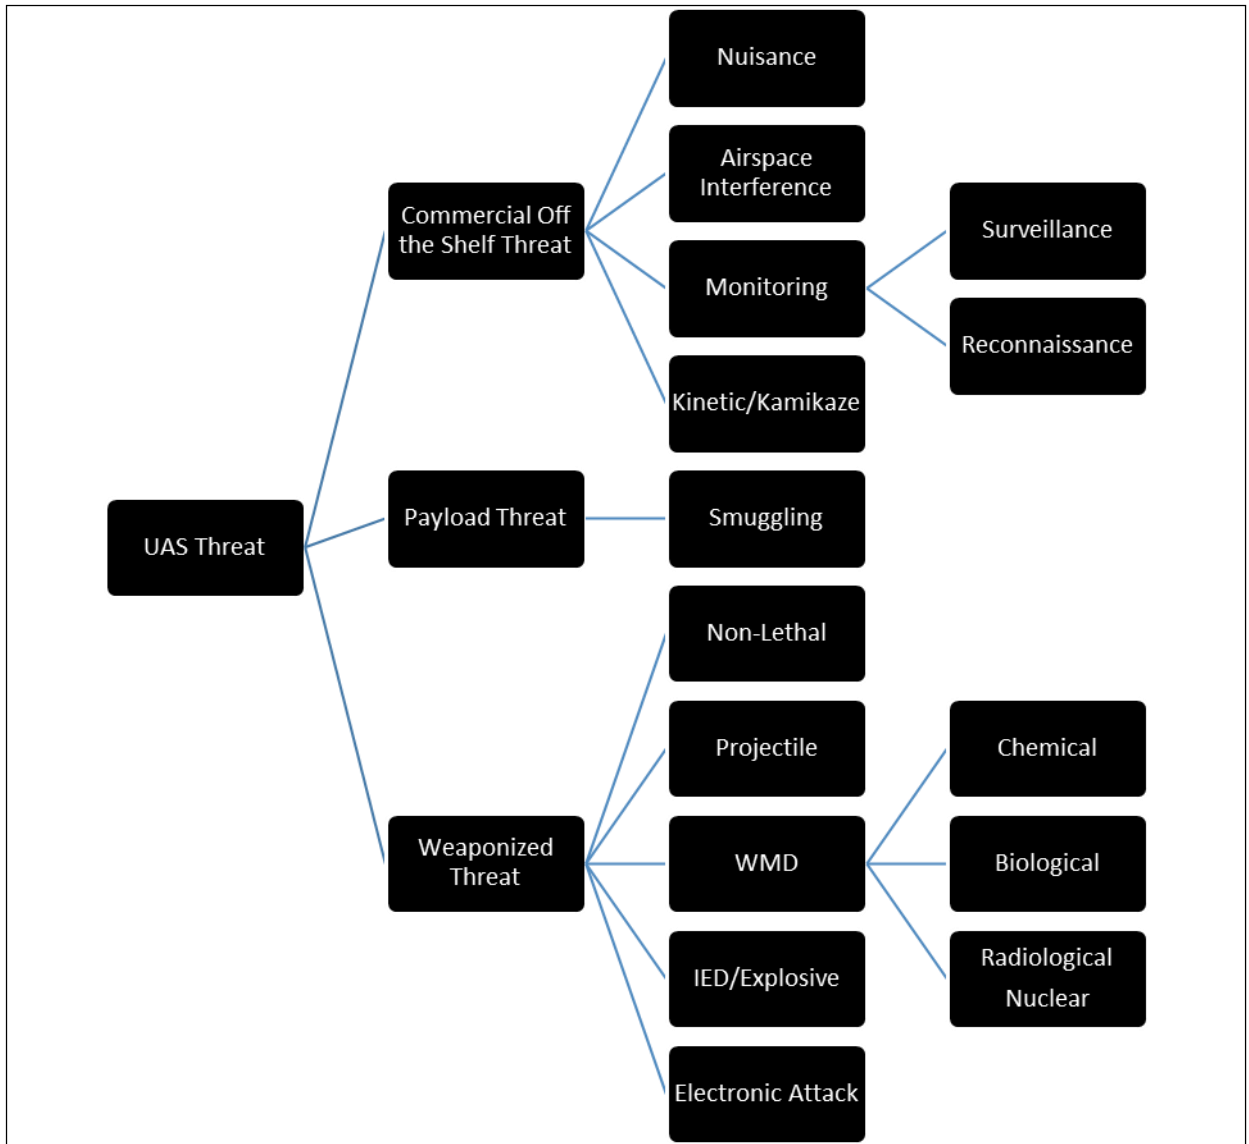 UAS Threat
Commercial Off
the Shelf Threat
Nuisance
Airspace
Interference
Monitoring
Surveillance
Reconnaissance
Kinetic/Kamikaze
Payload Threat
Smuggling
Weaponized
Threat
Non-Lethal
Projectile
WMD
Chemical
Biological
Radiological
Nuclear
IED/Explosive
Electronic Attack